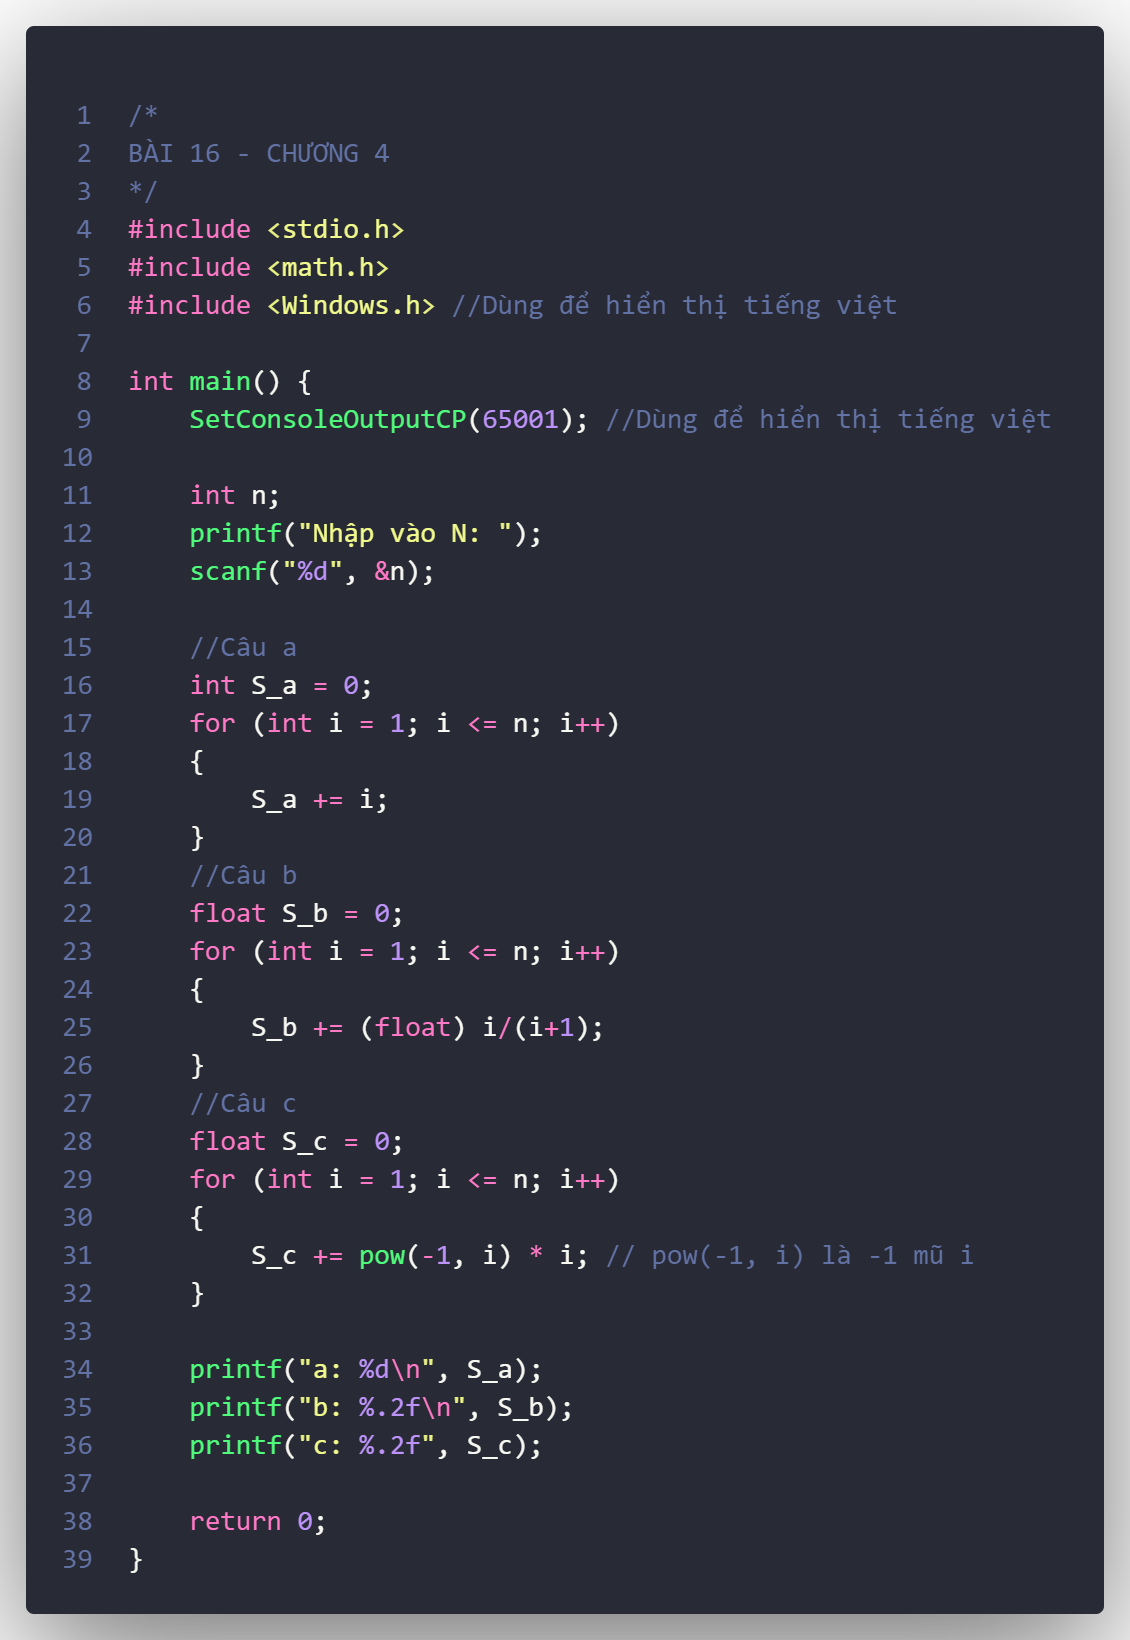 1 /*
2 BÀI 16 - CHƯƠNG 4
3 */
4 #include <stdio.h>
5 #include <math.h>
6 #include <Windows.h> //Dùng để hiển thị tiếng việt
7
8 int main() {
9     SetConsoleOutputCP(65001); //Dùng để hiển thị tiếng việt
10
11     int n;
12     printf("Nhập vào N: ");
13     scanf("%d", &n);
14
15     //Câu a
16     int S_a = 0;
17     for (int i = 1; i <= n; i++)
18     {
19         S_a += i;
20     }
21     //Câu b
22     float S_b = 0;
23     for (int i = 1; i <= n; i++)
24     {
25         S_b += (float) i/(i+1);
26     }
27     //Câu c
28     float S_c = 0;
29     for (int i = 1; i <= n; i++)
30     {
31         S_c += pow(-1, i) * i; // pow(-1, i) là -1 mũ i
32     }
33
34     printf("a: %d\n", S_a);
35     printf("b: %.2f\n", S_b);
36     printf("c: %.2f", S_c);
37
38     return 0;
39 }